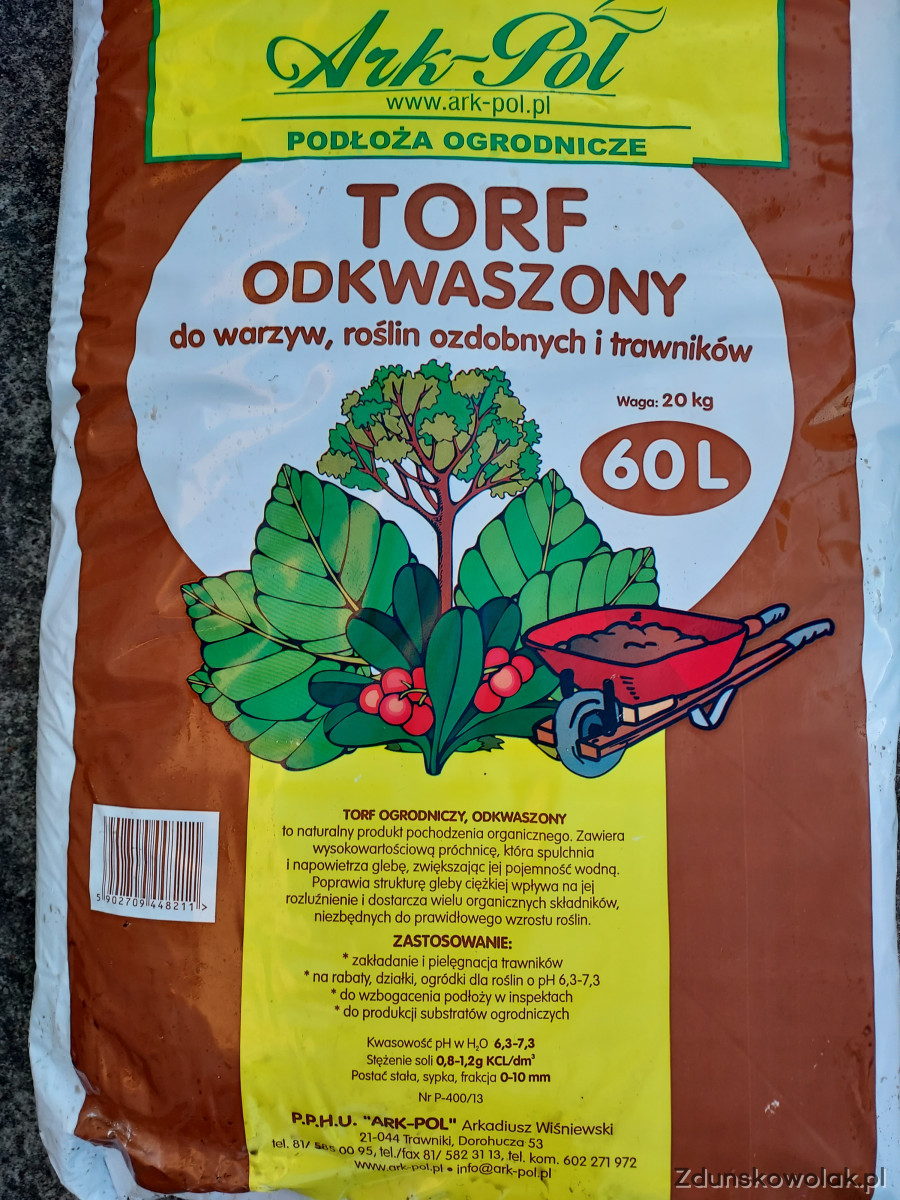 Ark-Pol
www.ark-pol.pl
PODŁOŻA OGRODNICZE
TORF
ODKWASZONY
do warzyw, roślin ozdobnych i trawników
Waga: 20 kg
60L
TORF OGRODNICZY, ODKWASZONY
to naturalny produkt pochodzenia organicznego. Zawiera
wysokowartościową próchnicę, która spulchnia
i napowietrza glebę, zwiększając jej pojemność wodną.
Poprawia strukturę gleby ciężkiej wpływa na jej
rozluźnienie i dostarcza wielu organicznych składników,
niezbędnych do prawidłowego wzrostu roślin.
5 902709 448211 >
ZASTOSOWANIE:
* zakładanie i pielęgnacja trawników
* na rabaty, działki, ogródki dla roślin o pH 6,3-7,3
* do wzbogacenia podłoży w inspektach
* do produkcji substratów ogrodniczych
Kwasowość pH w H₂O 6,3-7,3
Stężenie soli 0,8-1,2g KCL/dm³
Postać stała, sypka, frakcja 0-10 mm
Nr P-400/13
P.P.H.U. "ARK-POL" Arkadiusz Wiśniewski
21-044 Trawniki, Dorohucza 53
tel. 81/ 585 00 95, tel./fax 81/ 582 31 13, tel. kom. 602 271 972
www.ark-pol.pl • info@ark-pol.pl
Zdunskowolak.pl